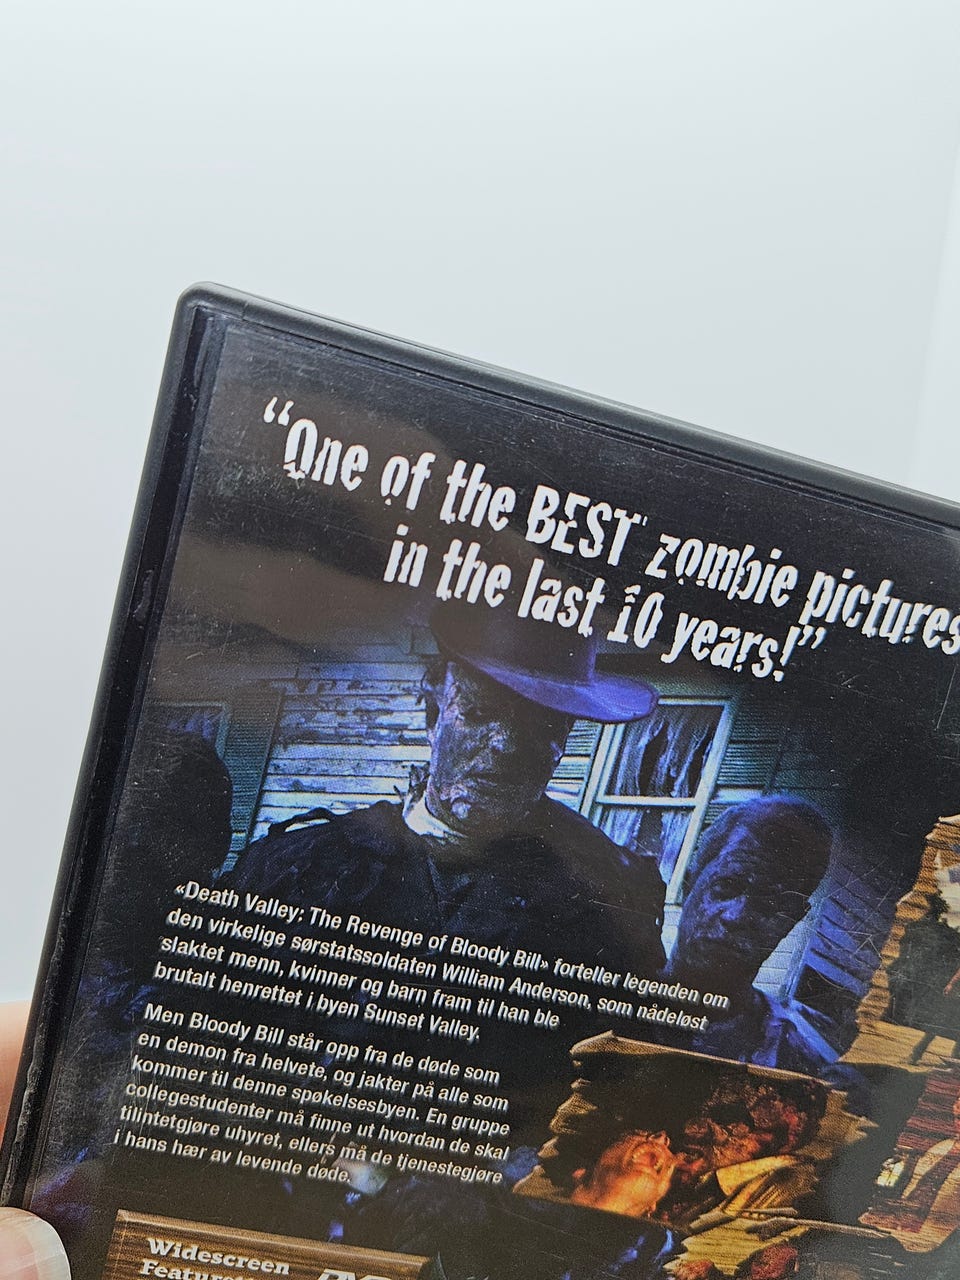 “One of the BEST zombie pictures
in the last 10 years!”
«Death Valley: The Revenge of Bloody Bill» forteller legenden om
den virkelige sørstatssoldaten William Anderson, som nådeløst
slaktet menn, kvinner og barn fram til han ble
brutalt henrettet i byen Sunset Valley.
Men Bloody Bill står opp fra de døde som
en demon fra helvete, og jakter på alle som
kommer til denne spøkelsesbyen. En gruppe
collegestudenter må finne ut hvordan de skal
tilintetgjøre uhyret, ellers må de tjenestegjøre
i hans hær av levende døde.
Widescreen